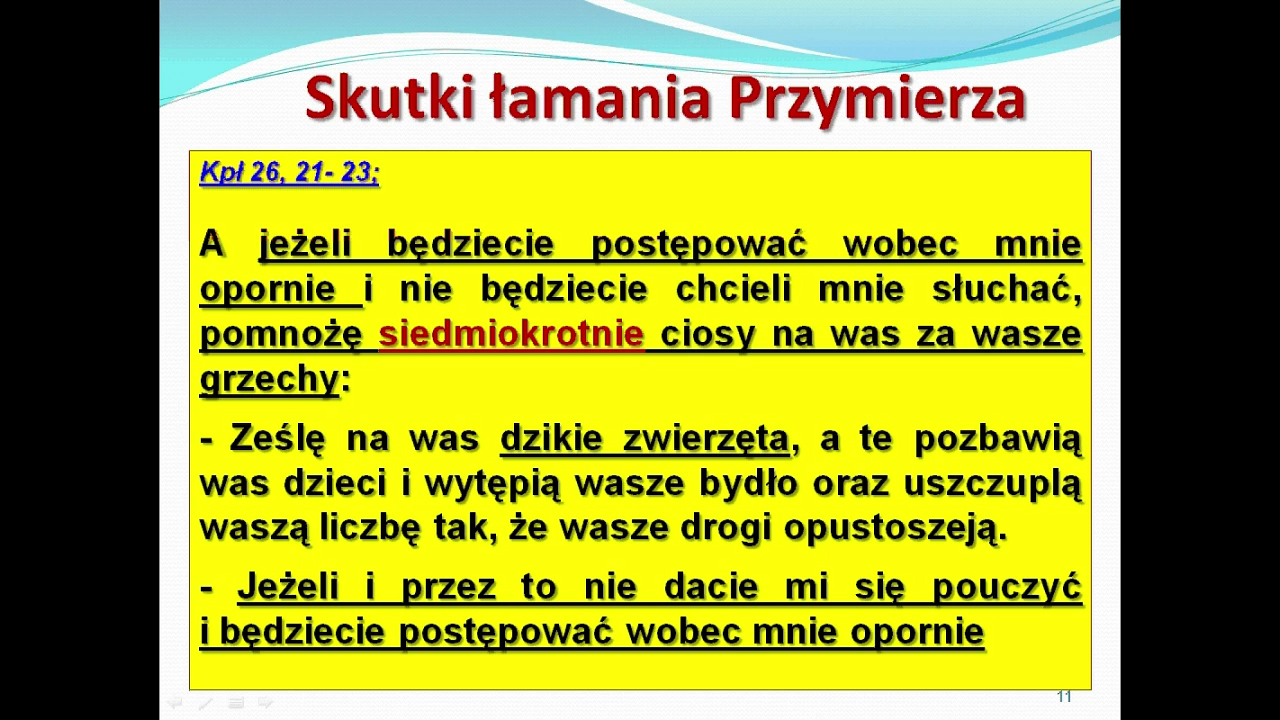 Skutki łamania Przymierza
Kpł 26, 21- 23;
A jeżeli będziecie postępować wobec mnie
opornie i nie będziecie chcieli mnie słuchać,
pomnożę siedmiokrotnie ciosy na was za wasze
grzechy:
- Ześlę na was dzikie zwierzęta, a te pozbawią
was dzieci i wytępią wasze bydło oraz uszczuplą
waszą liczbę tak, że wasze drogi opustoszeją.
- Jeżeli i przez to nie dacie mi się pouczyć
i będziecie postępować wobec mnie opornie
11